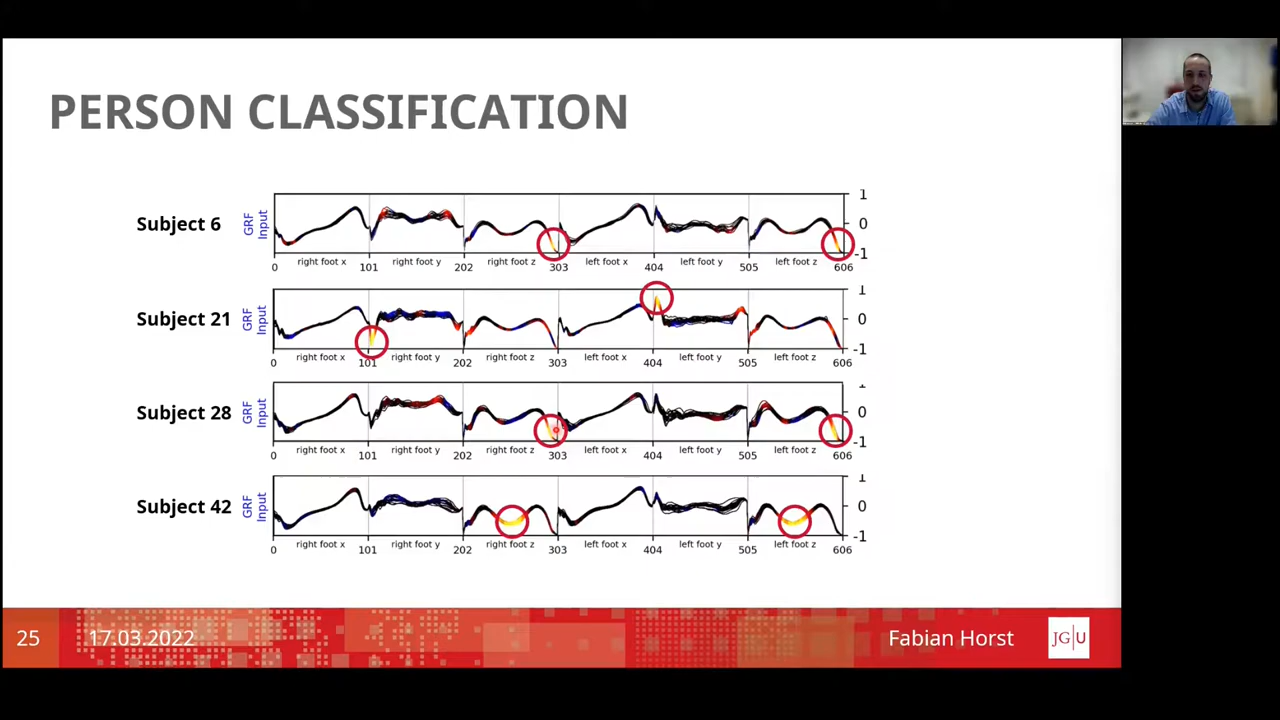 PERSON CLASSIFICATION
Subject 6
GRF
Input
1
0
-1
0 right foot x 101 right foot y 202 right foot z 303 left foot x 404 left foot y 505 left foot z 606
Subject 21
GRF
Input
1
0
-1
0 right foot x 101 right foot y 202 right foot z 303 left foot x 404 left foot y 505 left foot z 606
Subject 28
GRF
Input
0
-1
0 right foot x 101 right foot y 202 right foot z 303 left foot x 404 left foot y 505 left foot z 606
Subject 42
GRF
Input
1
0
-1
0 right foot x 101 right foot y 202 right foot z 303 left foot x 404 left foot y 505 left foot z 606
25 17.03.2022 Fabian Horst JGU